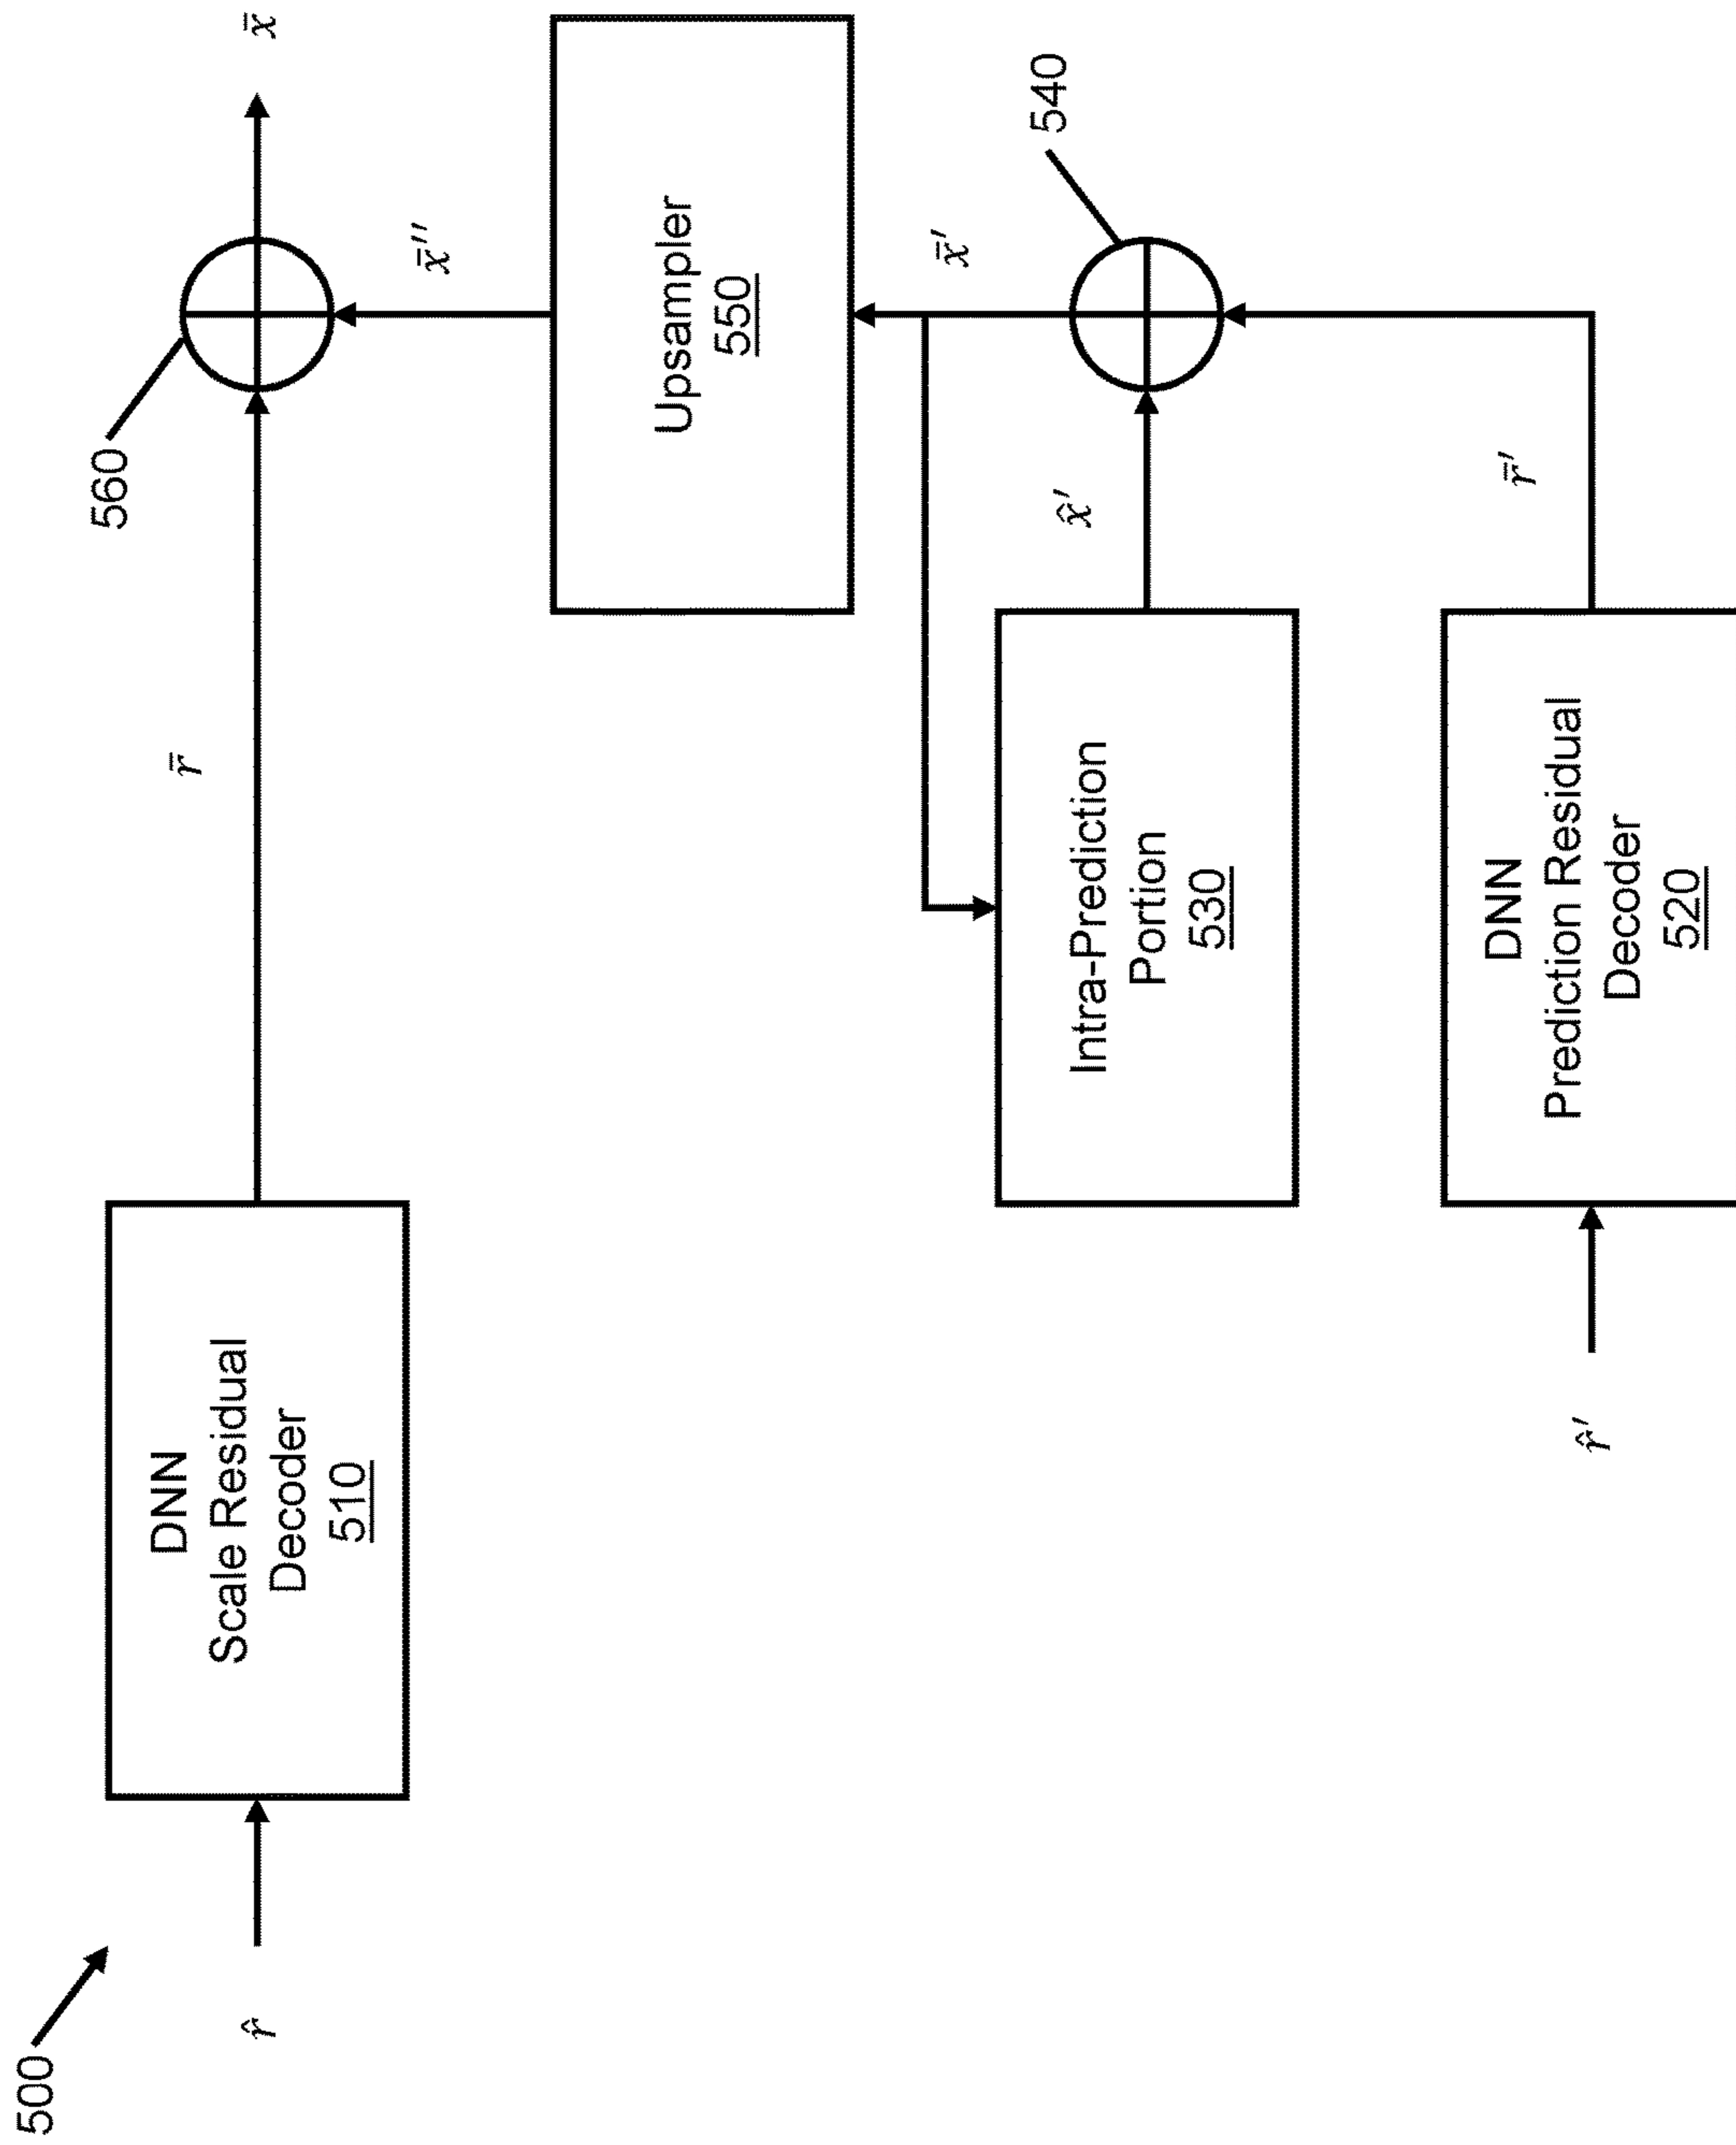 500
r̂
DNN
Scale Residual
Decoder
510
r̄
560
x̄
x̄′′
Upsampler
550
x̄′
540
x̂′
Intra-Prediction
Portion
530
r̄′
DNN
Prediction Residual
Decoder
520
r̂′